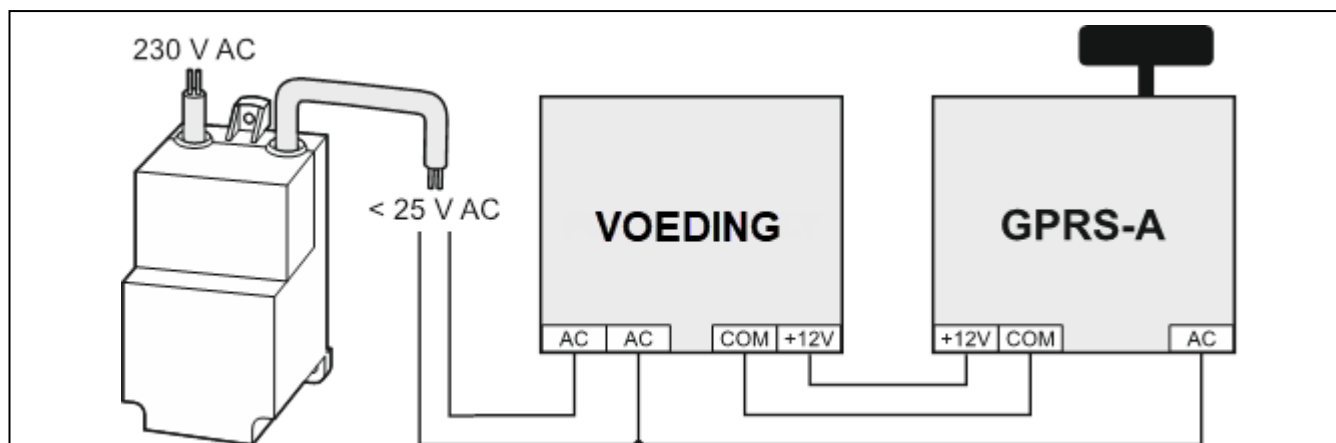 230 V AC
< 25 V AC
VOEDING
GPRS-A
AC AC COM +12V
+12V COM AC